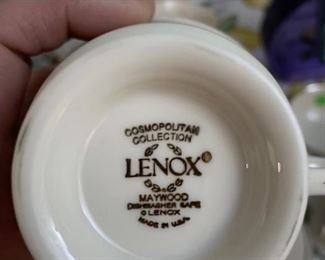 COSMOPOLITAN
COLLECTION
LENOX®
MAYWOOD
DISHWASHER SAFE
© LENOX
MADE IN U.S.A.